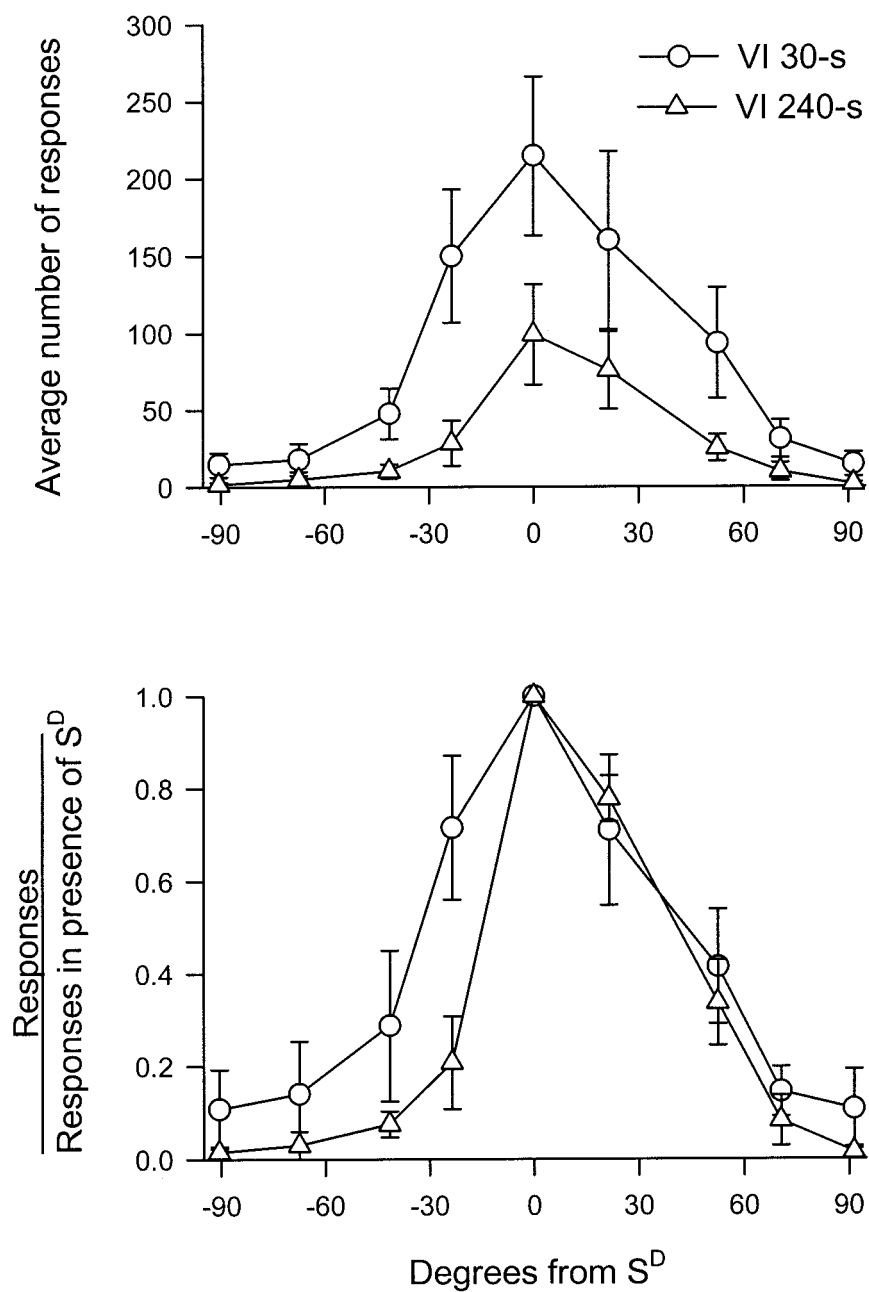 300
250
200
150
100
50
0
Average number of responses
VI 30-s
VI 240-s
-90 -60 -30 0 30 60 90
1.0
0.8
0.6
0.4
0.2
0.0
Responses
Responses in presence of S^D
-90 -60 -30 0 30 60 90
Degrees from S^D